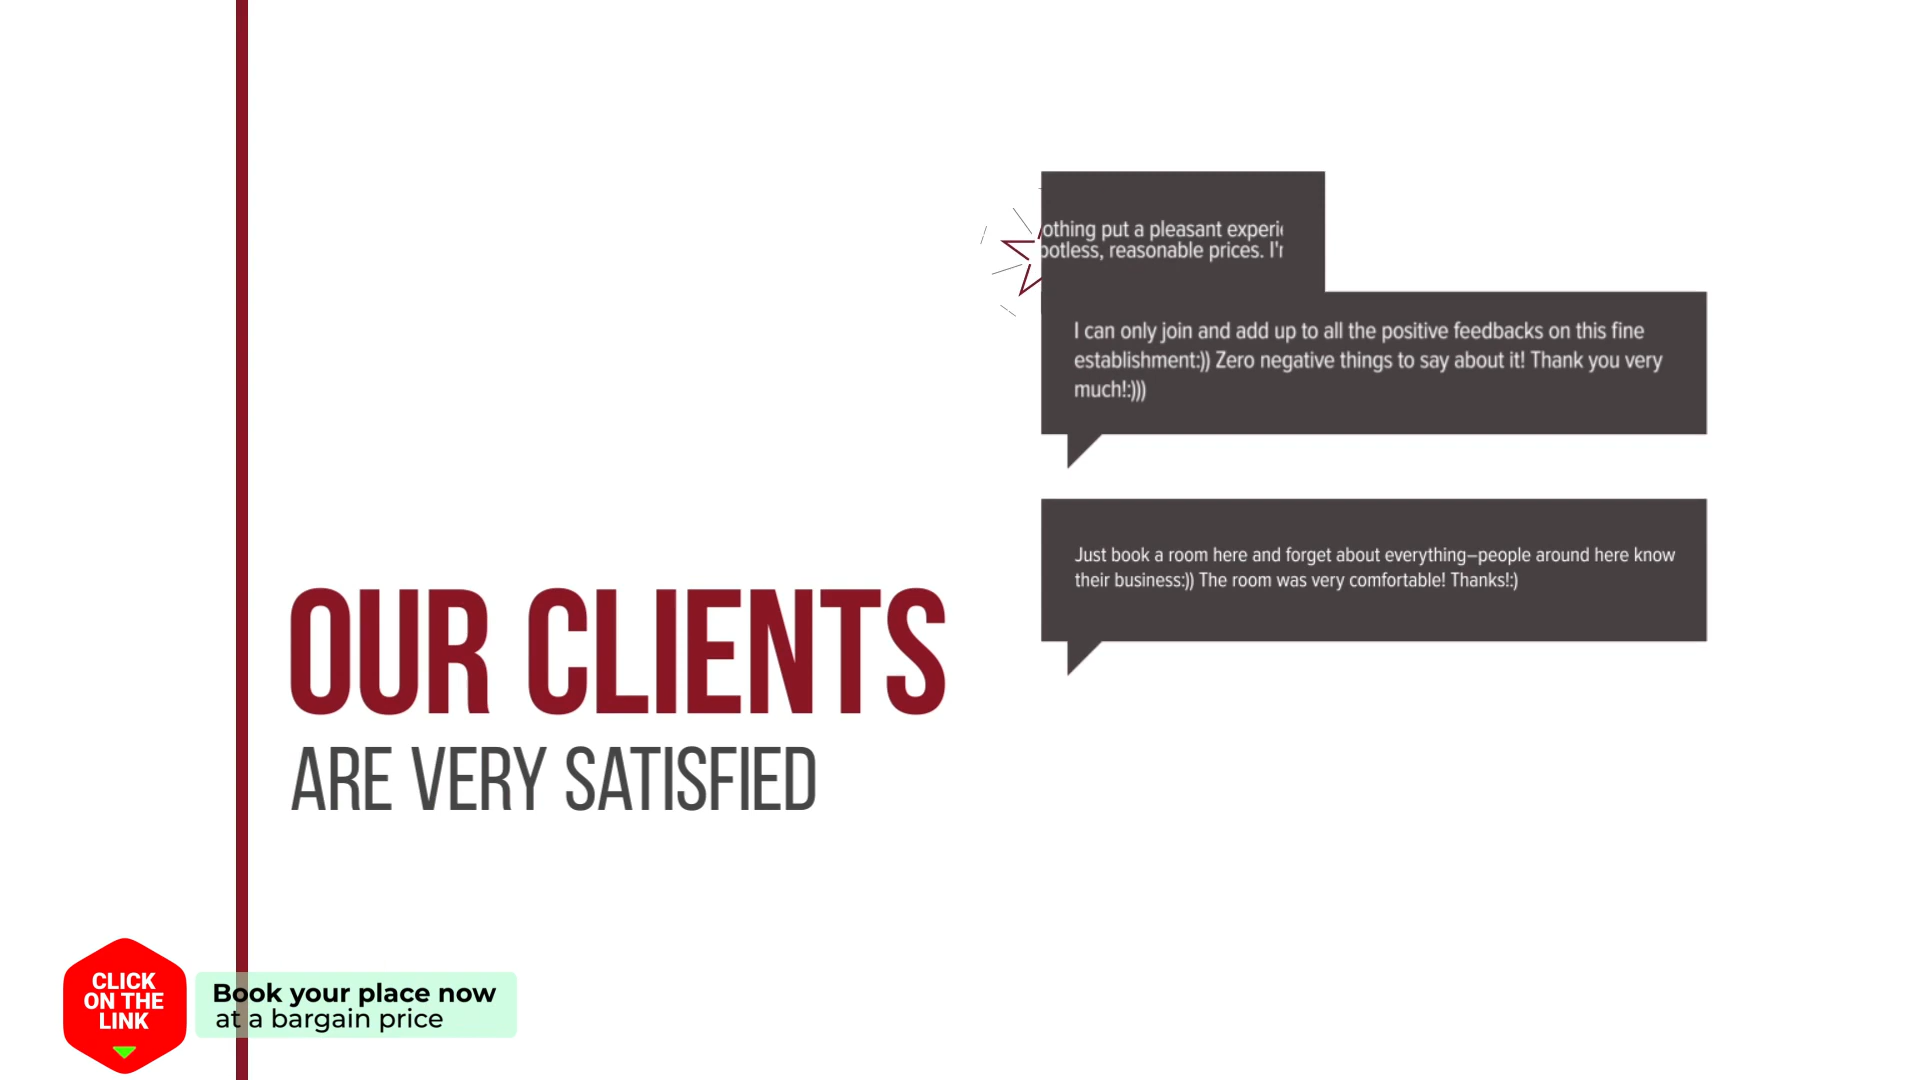 put a pleasant
reasonable prices.
I can only join and add up to all the positive feedbacks on this fine
establishment:)) Zero negative things to say about it! Thank you very
much!:)))
Just book a room here and forget about everything–people around here know
their business:)) The room was very comfortable! Thanks!:)
OUR CLIENTS
ARE VERY SATISFIED
CLICK
ON THE
LINK
Book your place now
at a bargain price